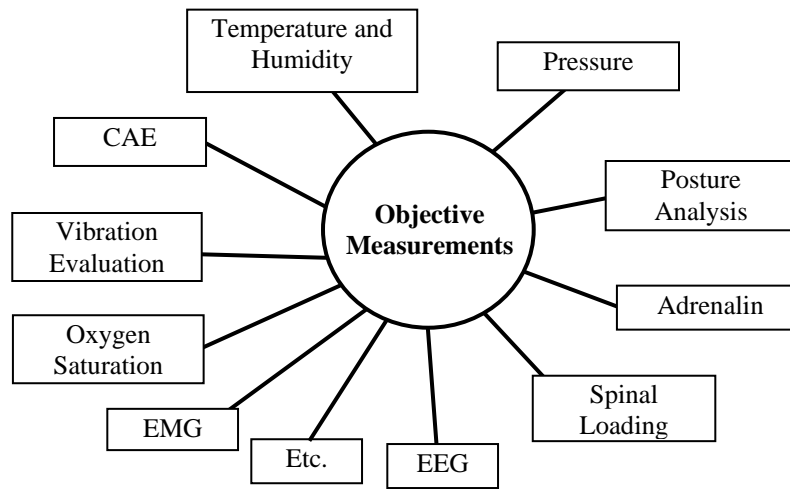 Temperature and
Humidity
Pressure
CAE
Posture
Analysis
Objective
Measurements
Vibration
Evaluation
Adrenalin
Oxygen
Saturation
Spinal
Loading
EMG
Etc.
EEG